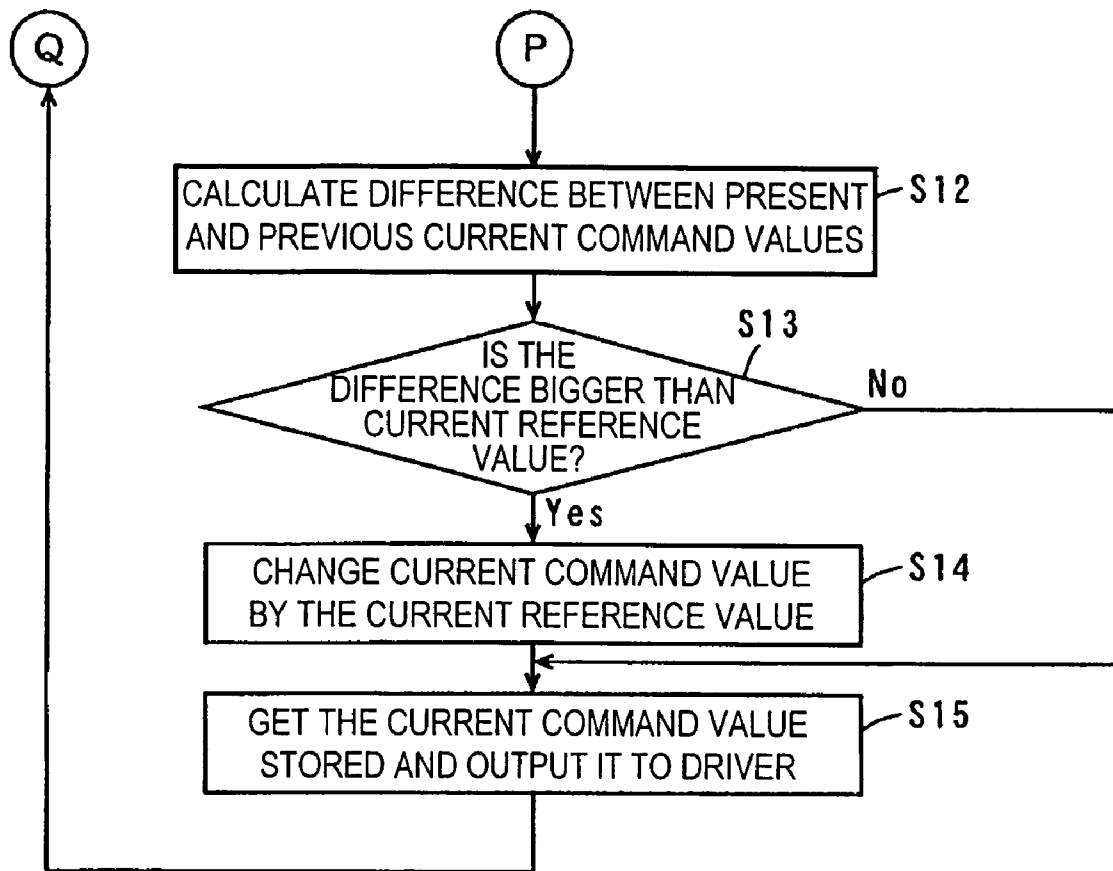 Q
P
CALCULATE DIFFERENCE BETWEEN PRESENT
AND PREVIOUS CURRENT COMMAND VALUES
S12
S13
IS THE
DIFFERENCE BIGGER THAN
CURRENT REFERENCE
VALUE?
No
Yes
CHANGE CURRENT COMMAND VALUE
BY THE CURRENT REFERENCE VALUE
S14
GET THE CURRENT COMMAND VALUE
STORED AND OUTPUT IT TO DRIVER
S15